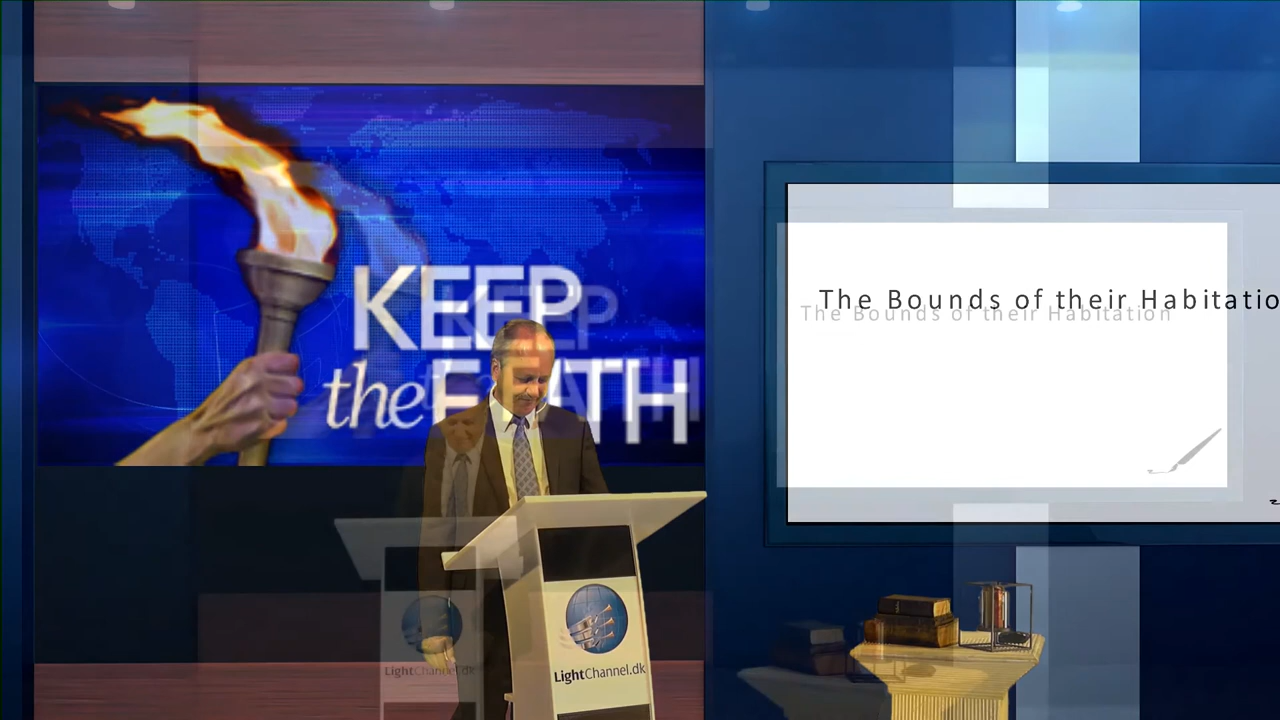 KEEP
the FAITH
The Bounds of their Habitatio
The Bounds of their Habitation
LightChannel.dk
LightChannel.dk